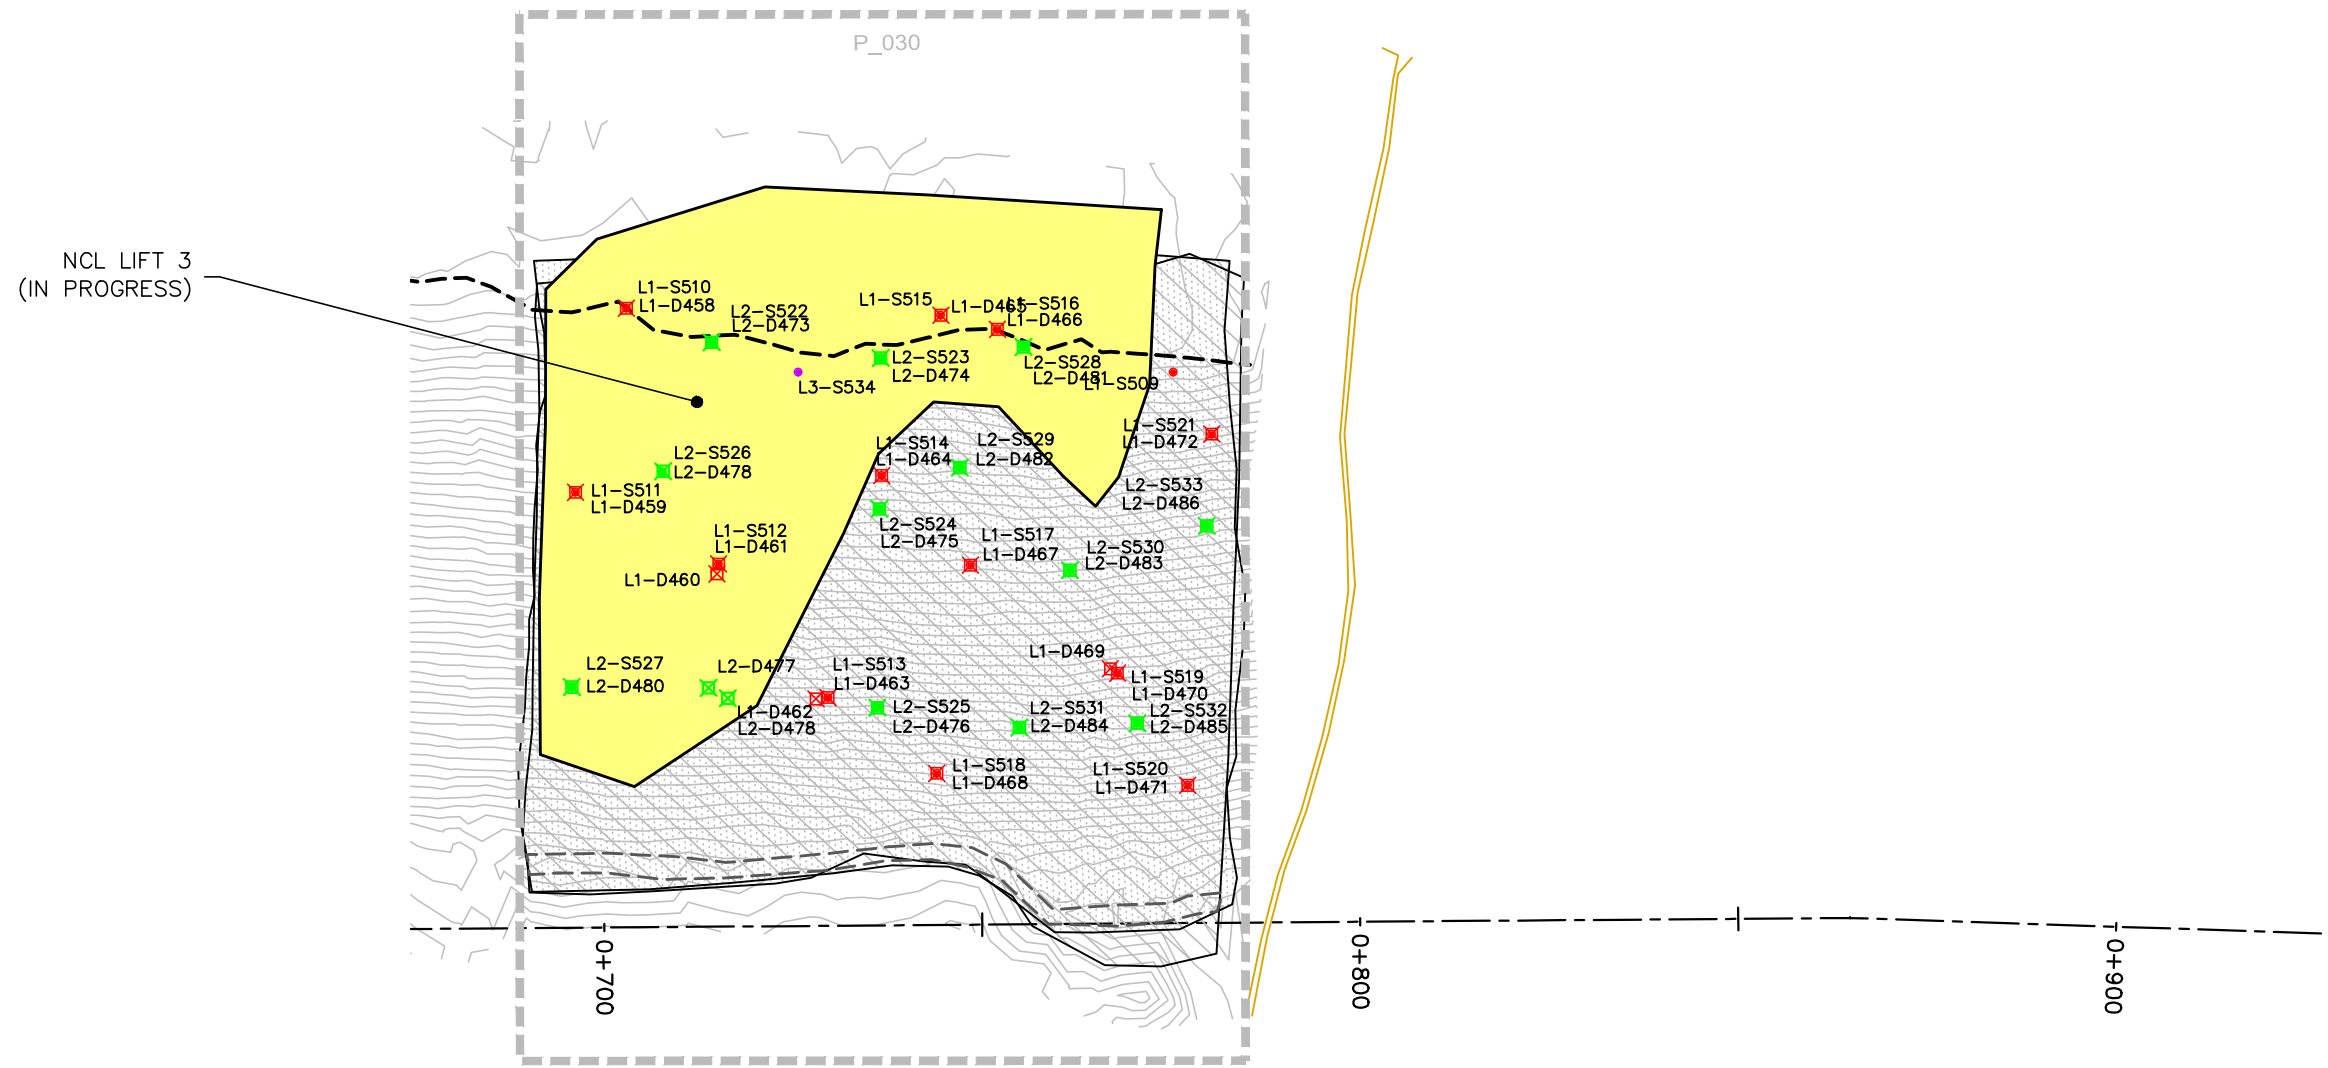 P_030
NCL LIFT 3
(IN PROGRESS)
L1-S510
L1-D458
L2-S522
L2-D473
L1-S515
L1-D465
L1-S516
L1-D466
L2-S523
L2-D474
L3-S534
L2-S528
L2-D481
L1-S509
L1-S521
L1-D472
L1-S514
L1-D464
L2-S529
L2-D482
L2-S526
L2-D478
L1-S511
L1-D459
L2-S533
L2-D486
L2-S524
L2-D475
L1-S512
L1-D461
L1-D460
L1-S517
L1-D467
L2-S530
L2-D483
L2-S527
L2-D480
L2-D477
L1-D462
L2-D478
L1-S513
L1-D463
L1-D469
L1-S519
L1-D470
L2-S525
L2-D476
L2-S531
L2-D484
L2-S532
L2-D485
L1-S518
L1-D468
L1-S520
L1-D471
0+700
0+800
0+900